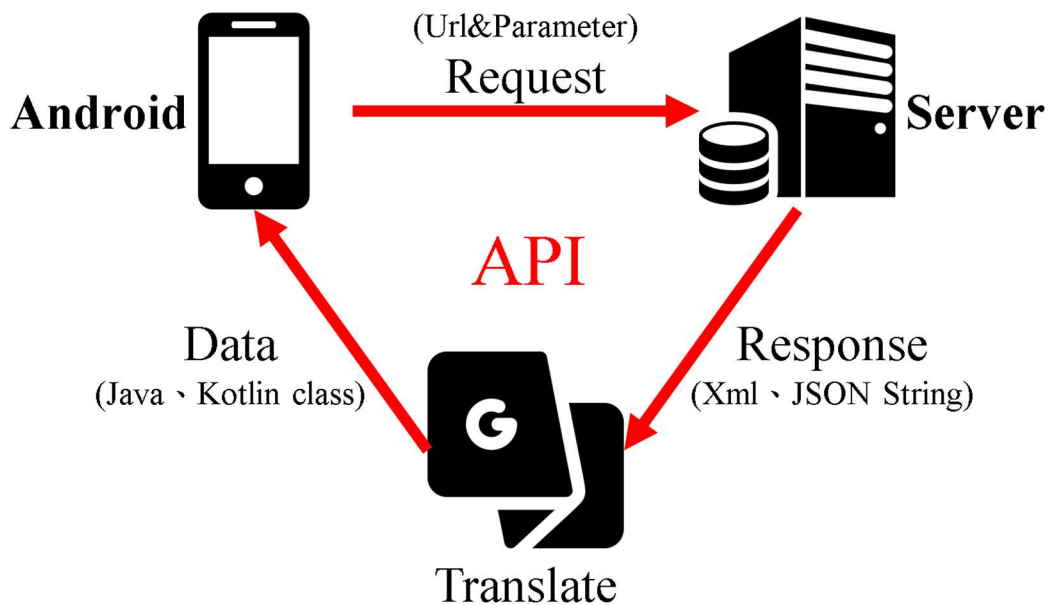 (Url&Parameter)
Request
Android
Server
API
Data
(Java、Kotlin class)
Response
(Xml、JSON String)
G
Translate